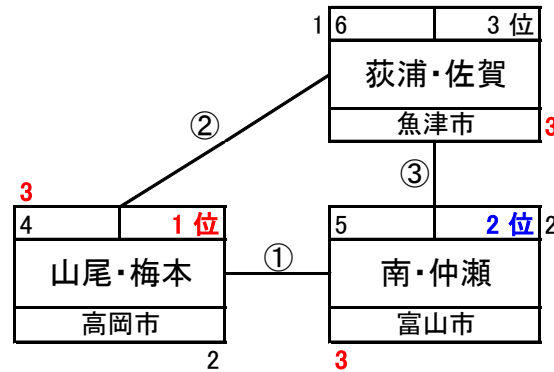 1 6 3 位
荻浦・佐賀
魚津市 3
②
③
3
4 1 位
山尾・梅本
高岡市
2
①
5 2 位 2
南・仲瀬
富山市
3